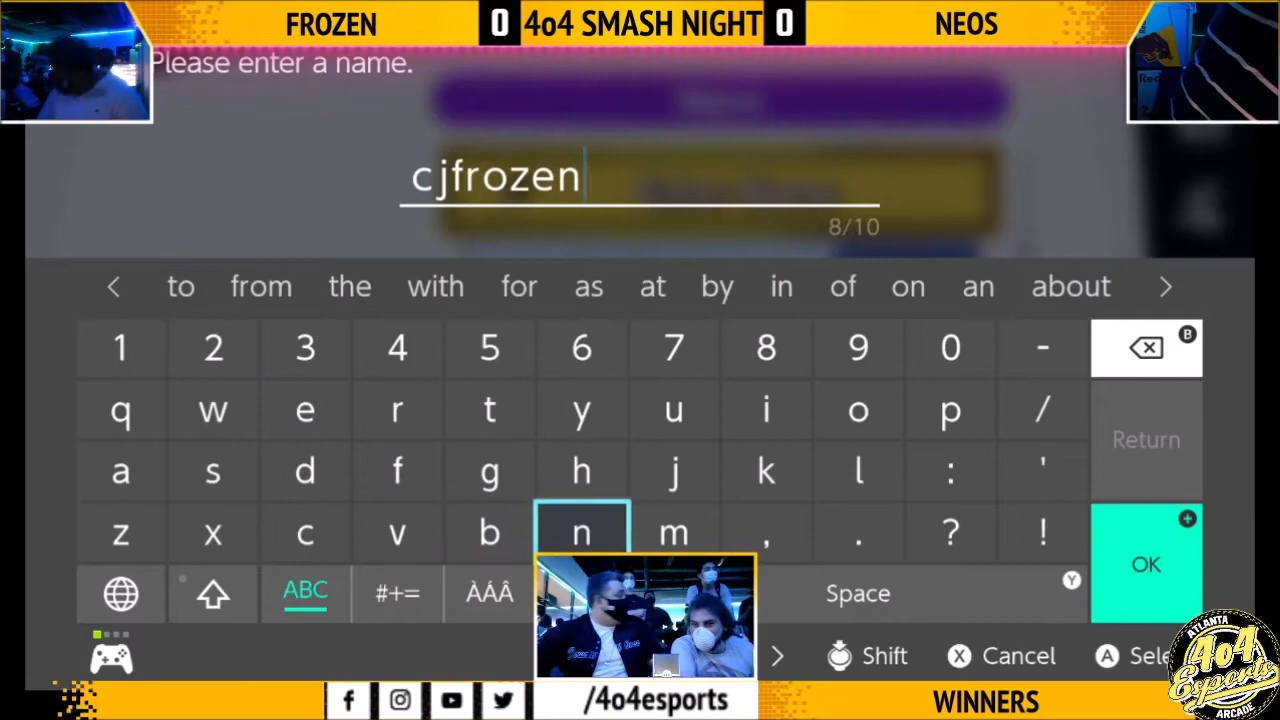 FROZEN 0 4o4 SMASH NIGHT 0 NEOS
Please enter a name.
cjfrozen
8/10
to from the with for as at by in of on an about
1 2 3 4 5 6 7 8 9 0 - B
q w e r t y u i o p / Return
a s d f g h j k l : '
z x c v b n m , . ? ! +
ABC #+= ÀÁÂ Space Y OK
Shift X Cancel A Sele
/4o4esports WINNERS
ATLANTA
4o4
Esports
ARCADE